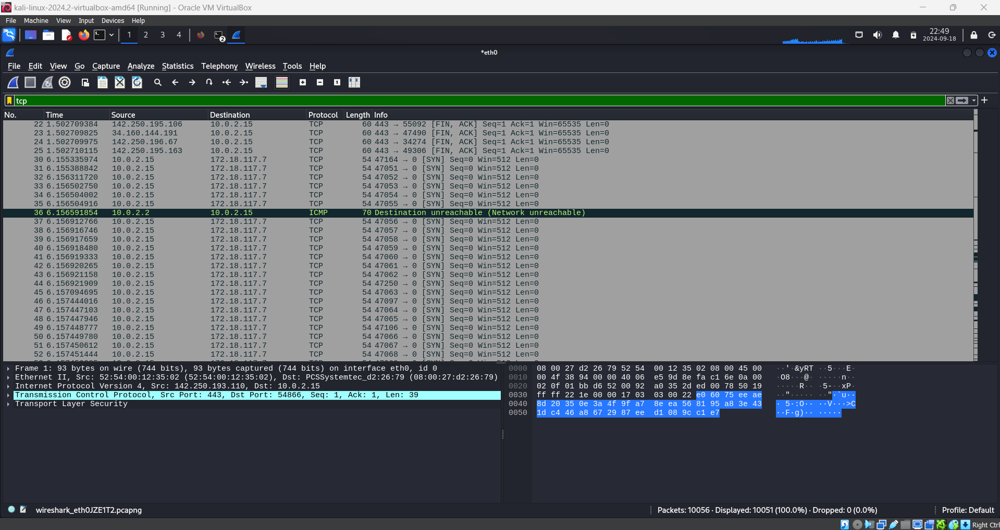 kali-linux-2024.2-virtualbox-amd64 [Running] - Oracle VM VirtualBox
File Machine View Input Devices Help
1 2 3 4 2 22:49
2024-09-18
*eth0
File Edit View Go Capture Analyze Statistics Telephony Wireless Tools Help
tcp
No. Time Source Destination Protocol Length Info
22 1.502709384 142.250.195.106 10.0.2.15 TCP 60 443 → 55092 [FIN, ACK] Seq=1 Ack=1 Win=65535 Len=0
23 1.502709825 34.160.144.191 10.0.2.15 TCP 60 443 → 47490 [FIN, ACK] Seq=1 Ack=1 Win=65535 Len=0
24 1.502709975 142.250.196.67 10.0.2.15 TCP 60 443 → 34274 [FIN, ACK] Seq=1 Ack=1 Win=65535 Len=0
25 1.502710115 142.250.195.163 10.0.2.15 TCP 60 443 → 49306 [FIN, ACK] Seq=1 Ack=1 Win=65535 Len=0
30 6.155335974 10.0.2.15 172.18.117.7 TCP 54 47164 → 0 [SYN] Seq=0 Win=512 Len=0
31 6.155388842 10.0.2.15 172.18.117.7 TCP 54 47051 → 0 [SYN] Seq=0 Win=512 Len=0
32 6.156311720 10.0.2.15 172.18.117.7 TCP 54 47052 → 0 [SYN] Seq=0 Win=512 Len=0
33 6.156502750 10.0.2.15 172.18.117.7 TCP 54 47053 → 0 [SYN] Seq=0 Win=512 Len=0
34 6.156504002 10.0.2.15 172.18.117.7 TCP 54 47054 → 0 [SYN] Seq=0 Win=512 Len=0
35 6.156504916 10.0.2.15 172.18.117.7 TCP 54 47055 → 0 [SYN] Seq=0 Win=512 Len=0
36 6.156591854 10.0.2.2 10.0.2.15 ICMP 70 Destination unreachable (Network unreachable)
37 6.156912766 10.0.2.15 172.18.117.7 TCP 54 47056 → 0 [SYN] Seq=0 Win=512 Len=0
38 6.156916746 10.0.2.15 172.18.117.7 TCP 54 47057 → 0 [SYN] Seq=0 Win=512 Len=0
39 6.156917659 10.0.2.15 172.18.117.7 TCP 54 47058 → 0 [SYN] Seq=0 Win=512 Len=0
40 6.156918480 10.0.2.15 172.18.117.7 TCP 54 47059 → 0 [SYN] Seq=0 Win=512 Len=0
41 6.156919333 10.0.2.15 172.18.117.7 TCP 54 47060 → 0 [SYN] Seq=0 Win=512 Len=0
42 6.156920265 10.0.2.15 172.18.117.7 TCP 54 47061 → 0 [SYN] Seq=0 Win=512 Len=0
43 6.156921158 10.0.2.15 172.18.117.7 TCP 54 47062 → 0 [SYN] Seq=0 Win=512 Len=0
44 6.156921909 10.0.2.15 172.18.117.7 TCP 54 47250 → 0 [SYN] Seq=0 Win=512 Len=0
45 6.157094695 10.0.2.15 172.18.117.7 TCP 54 47063 → 0 [SYN] Seq=0 Win=512 Len=0
46 6.157444016 10.0.2.15 172.18.117.7 TCP 54 47097 → 0 [SYN] Seq=0 Win=512 Len=0
47 6.157447103 10.0.2.15 172.18.117.7 TCP 54 47064 → 0 [SYN] Seq=0 Win=512 Len=0
48 6.157447946 10.0.2.15 172.18.117.7 TCP 54 47065 → 0 [SYN] Seq=0 Win=512 Len=0
49 6.157448777 10.0.2.15 172.18.117.7 TCP 54 47106 → 0 [SYN] Seq=0 Win=512 Len=0
50 6.157449780 10.0.2.15 172.18.117.7 TCP 54 47066 → 0 [SYN] Seq=0 Win=512 Len=0
51 6.157450612 10.0.2.15 172.18.117.7 TCP 54 47067 → 0 [SYN] Seq=0 Win=512 Len=0
52 6.157451444 10.0.2.15 172.18.117.7 TCP 54 47068 → 0 [SYN] Seq=0 Win=512 Len=0
Frame 1: 93 bytes on wire (744 bits), 93 bytes captured (744 bits) on interface eth0, id 0
Ethernet II, Src: 52:54:00:12:35:02 (52:54:00:12:35:02), Dst: PCSSystemtec_d2:26:79 (08:00:27:d2:26:79)
Internet Protocol Version 4, Src: 142.250.193.110, Dst: 10.0.2.15
Transmission Control Protocol, Src Port: 443, Dst Port: 54866, Seq: 1, Ack: 1, Len: 39
Transport Layer Security
0000 08 00 27 d2 26 79 52 54 00 12 35 02 08 00 45 00 ··'·&yRT ··5···E·
0010 00 4f 38 94 00 00 40 06 e5 9d 8e fa c1 6e 0a 00 ·O8···@· ·····n··
0020 02 0f 01 bb d6 52 00 92 a0 35 2d ed 00 78 50 19 ·····R·· ·5-··xP·
0030 ff ff 22 1e 00 00 17 03 03 00 22 e0 60 75 ee ae ··"····· ··"·`u··
0040 8d 20 35 0e 3a 4f 9f a7 8e ea 56 81 95 a8 3e 43 · 5·:O·· ··V···>C
0050 1d c4 46 a8 67 29 87 ee d1 08 9c c1 e7 ··F·g)·· ·····
wireshark_eth0JZE1T2.pcapng
Packets: 10056 · Displayed: 10051 (100.0%) · Dropped: 0 (0.0%)
Profile: Default
Right Ctrl